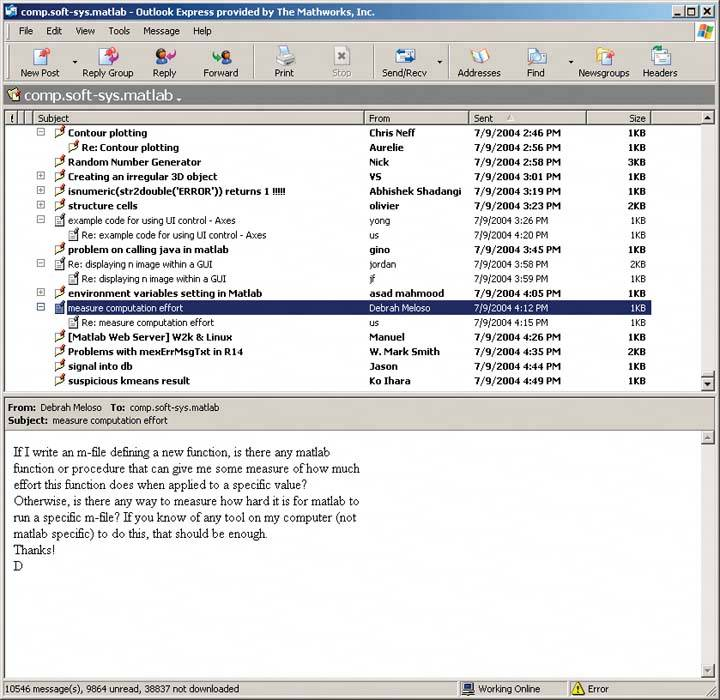 comp.soft-sys.matlab - Outlook Express provided by The Mathworks, Inc.
File Edit View Tools Message Help
New Post Reply Group Reply Forward Print Stop Send/Recv Addresses Find Newsgroups Headers
comp.soft-sys.matlab
! Subject From Sent Size
Contour plotting Chris Neff 7/9/2004 2:46 PM 1KB
Re: Contour plotting Aurelie 7/9/2004 2:56 PM 1KB
Random Number Generator Nick 7/9/2004 2:58 PM 3KB
Creating an irregular 3D object VS 7/9/2004 3:01 PM 1KB
isnumeric(str2double('ERROR')) returns 1 !!!!! Abhishek Shadangi 7/9/2004 3:19 PM 1KB
structure cells olivier 7/9/2004 3:23 PM 2KB
example code for using UI control - Axes yong 7/9/2004 3:26 PM 1KB
Re: example code for using UI control - Axes us 7/9/2004 4:20 PM 1KB
problem on calling java in matlab gino 7/9/2004 3:45 PM 1KB
Re: displaying n image within a GUI jordan 7/9/2004 3:58 PM 2KB
Re: displaying n image within a GUI jf 7/9/2004 3:59 PM 1KB
environment variables setting in Matlab asad mahmood 7/9/2004 4:05 PM 1KB
measure computation effort Debrah Meloso 7/9/2004 4:12 PM 1KB
Re: measure computation effort us 7/9/2004 4:15 PM 1KB
[Matlab Web Server] W2k & Linux Manuel 7/9/2004 4:26 PM 1KB
Problems with mexErrMsgTxt in R14 W. Mark Smith 7/9/2004 4:35 PM 2KB
signal into db Jason 7/9/2004 4:44 PM 1KB
suspicious kmeans result Ko Ihara 7/9/2004 4:49 PM 1KB
From: Debrah Meloso To: comp.soft-sys.matlab
Subject: measure computation effort
If I write an m-file defining a new function, is there any matlab
function or procedure that can give me some measure of how much
effort this function does when applied to a specific value?
Otherwise, is there any way to measure how hard it is for matlab to
run a specific m-file? If you know of any tool on my computer (not
matlab specific) to do this, that should be enough.
Thanks!
D
10546 message(s), 9864 unread, 38837 not downloaded Working Online Error